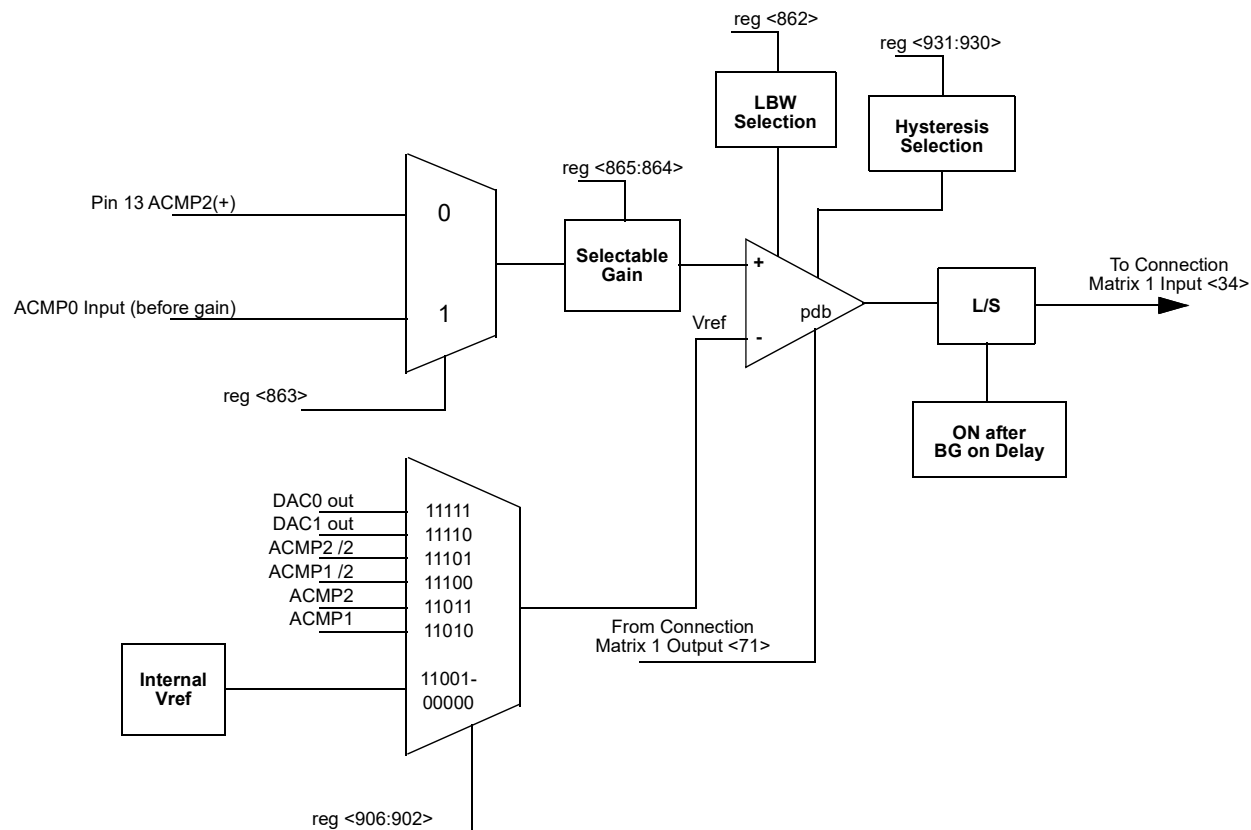 reg <862>
reg <931:930>
LBW
Selection
Hysteresis
Selection
reg <865:864>
Pin 13 ACMP2(+)
0
Selectable
Gain
+
To Connection
Matrix 1 Input <34>
ACMP0 Input (before gain)
1
Vref
pdb
-
L/S
reg <863>
ON after
BG on Delay
DAC0 out
11111
DAC1 out
11110
ACMP2 /2
11101
ACMP1 /2
11100
ACMP2
11011
ACMP1
11010
From Connection
Matrix 1 Output <71>
Internal
Vref
11001-
00000
reg <906:902>